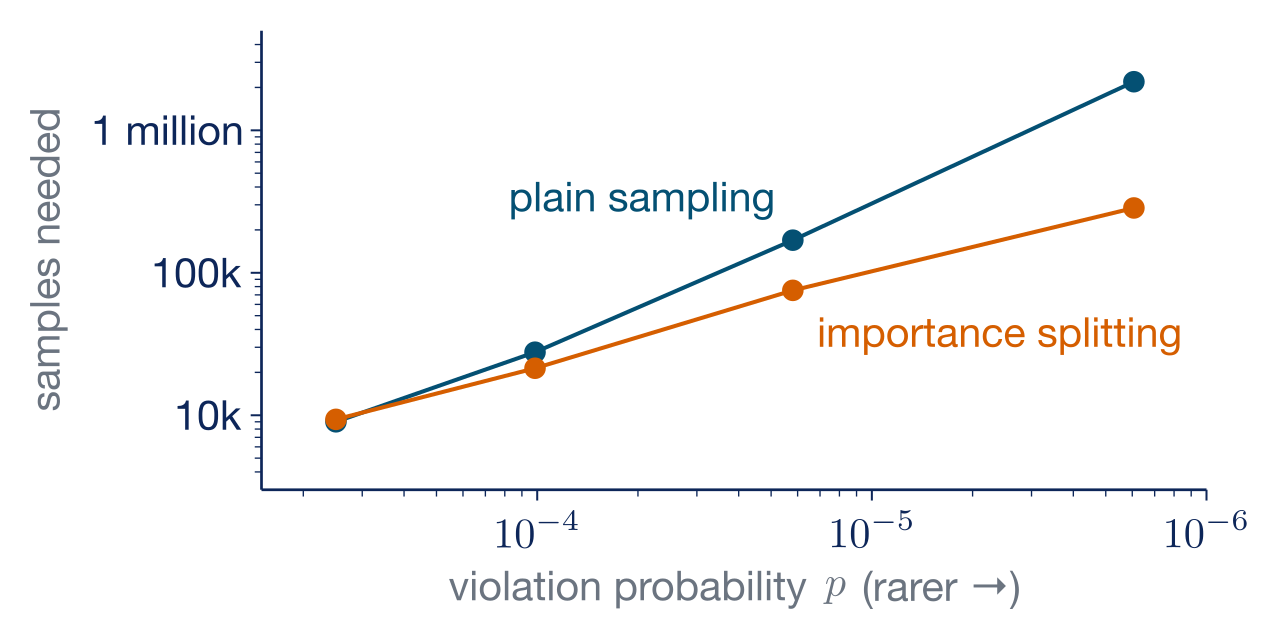 samples needed
1 million
100k
10k
plain sampling
importance splitting
10⁻⁴
10⁻⁵
10⁻⁶
violation probability p (rarer →)